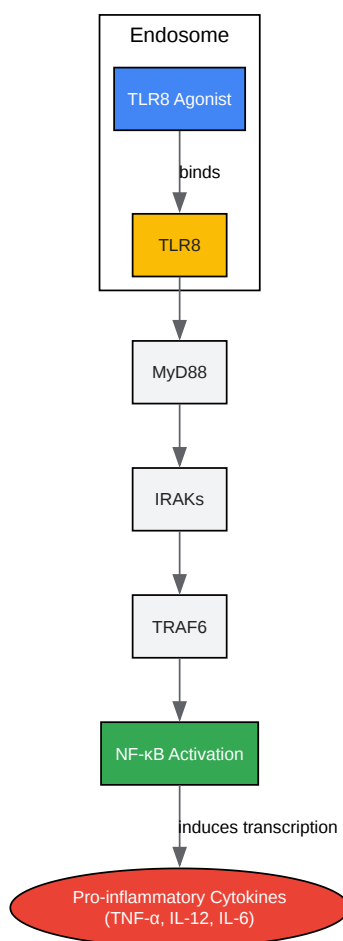 Endosome
TLR8 Agonist
binds
TLR8
MyD88
IRAKs
TRAF6
NF-κB Activation
induces transcription
Pro-inflammatory Cytokines
(TNF-α, IL-12, IL-6)